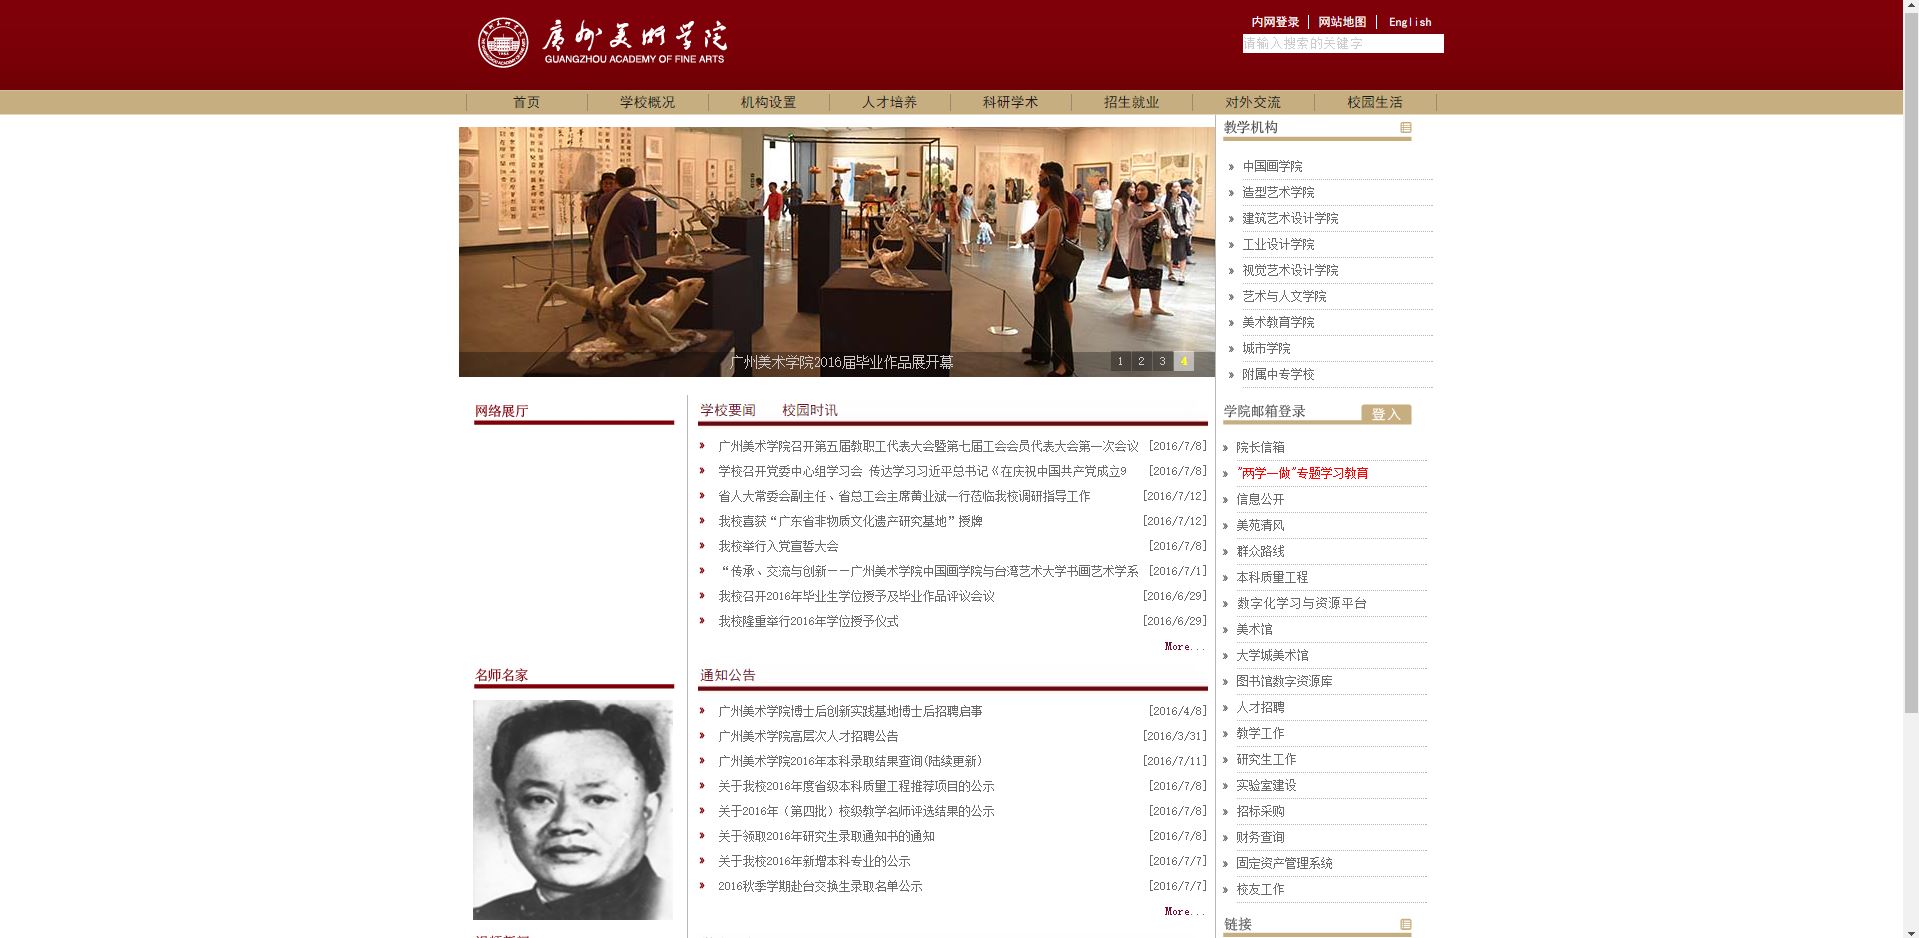 廣州美術学院
GUANGZHOU ACADEMY OF FINE ARTS
内网登录 | 网站地图 | English
请输入搜索的关键字
首页 学校概况 机构设置 人才培养 科研学术 招生就业 对外交流 校园生活
广州美术学院2016届毕业作品展开幕
1 2 3 4
网络展厅
名师名家
学校要闻 校园时讯
广州美术学院召开第五届教职工代表大会暨第七届工会会员代表大会第一次会议 [2016/7/8]
学校召开党委中心组学习会 传达学习习近平总书记《在庆祝中国共产党成立9 [2016/7/8]
省人大常委会副主任、省总工会主席黄业斌一行莅临我校调研指导工作 [2016/7/12]
我校喜获“广东省非物质文化遗产研究基地”授牌 [2016/7/12]
我校举行入党宣誓大会 [2016/7/8]
“传承、交流与创新——广州美术学院中国画学院与台湾艺术大学书画艺术学系 [2016/7/1]
我校召开2016年毕业生学位授予及毕业作品评议会议 [2016/6/29]
我校隆重举行2016年学位授予仪式 [2016/6/29]
More...
通知公告
广州美术学院博士后创新实践基地博士后招聘启事 [2016/4/8]
广州美术学院高层次人才招聘公告 [2016/3/31]
广州美术学院2016年本科录取结果查询(陆续更新) [2016/7/11]
关于我校2016年度省级本科质量工程推荐项目的公示 [2016/7/8]
关于2016年（第四批）校级教学名师评选结果的公示 [2016/7/8]
关于领取2016年研究生录取通知书的通知 [2016/7/8]
关于我校2016年新增本科专业的公示 [2016/7/7]
2016秋季学期赴台交换生录取名单公示 [2016/7/7]
More...
教学机构
中国画学院
造型艺术学院
建筑艺术设计学院
工业设计学院
视觉艺术设计学院
艺术与人文学院
美术教育学院
城市学院
附属中专学校
学院邮箱登录 登入
院长信箱
"两学一做"专题学习教育
信息公开
美苑清风
群众路线
本科质量工程
数字化学习与资源平台
美术馆
大学城美术馆
图书馆数字资源库
人才招聘
教学工作
研究生工作
实验室建设
招标采购
财务查询
固定资产管理系统
校友工作
链接